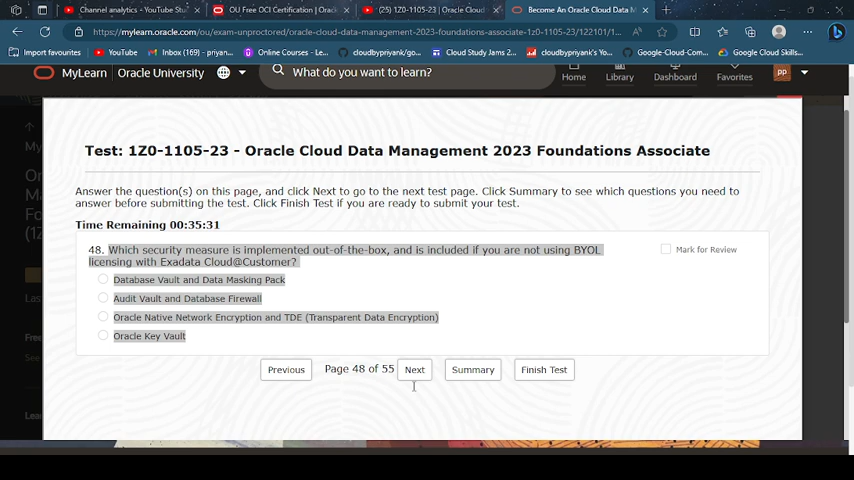 Channel analytics - YouTube Stu
OU Free OCI Certification | Oracl
(25) 1Z0-1105-23 | Oracle Cloud
Become An Oracle Cloud Data M
https://mylearn.oracle.com/ou/exam-unproctored/oracle-cloud-data-management-2023-foundations-associate-1z0-1105-23/122101/1...
Import favourites
YouTube
Inbox (169) - priyan...
Online Courses - Le...
cloudbypriyank/go...
Cloud Study Jams 2...
cloudbypriyank's Yo...
Google-Cloud-Com...
Google Cloud Skills...
MyLearn
Oracle University
What do you want to learn?
Home
Library
Dashboard
Favorites
PP
Test: 1Z0-1105-23 - Oracle Cloud Data Management 2023 Foundations Associate
Answer the question(s) on this page, and click Next to go to the next test page. Click Summary to see which questions you need to
answer before submitting the test. Click Finish Test if you are ready to submit your test.
Time Remaining 00:35:31
48. Which security measure is implemented out-of-the-box, and is included if you are not using BYOL
licensing with Exadata Cloud@Customer?
Mark for Review
Database Vault and Data Masking Pack
Audit Vault and Database Firewall
Oracle Native Network Encryption and TDE (Transparent Data Encryption)
Oracle Key Vault
Previous
Page 48 of 55
Next
Summary
Finish Test
My
Or
M
(1Z
Las
Fre
See
Lear